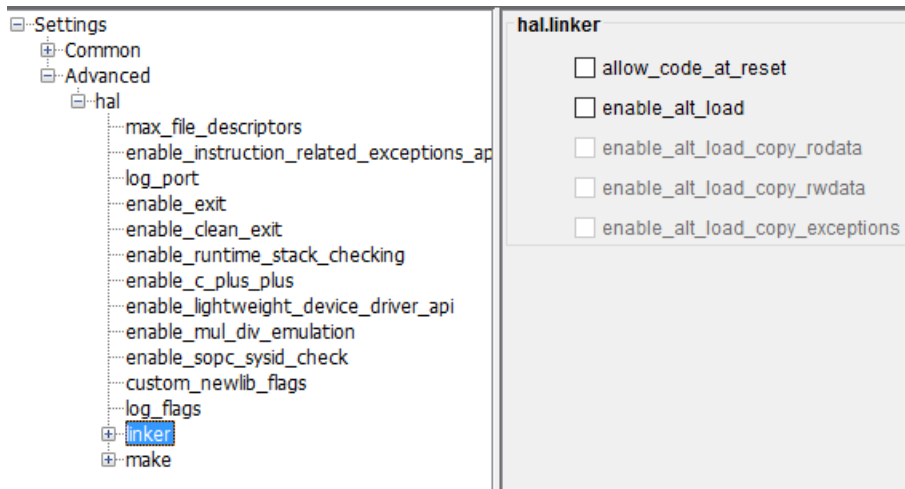 Settings
Common
Advanced
hal
max_file_descriptors
enable_instruction_related_exceptions_ap
log_port
enable_exit
enable_clean_exit
enable_runtime_stack_checking
enable_c_plus_plus
enable_lightweight_device_driver_api
enable_mul_div_emulation
enable_sopc_sysid_check
custom_newlib_flags
log_flags
linker
make
hal.linker
allow_code_at_reset
enable_alt_load
enable_alt_load_copy_rodata
enable_alt_load_copy_rwdata
enable_alt_load_copy_exceptions